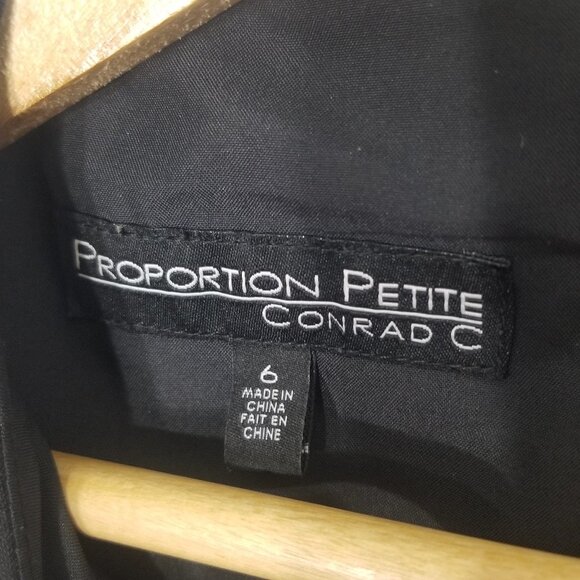 PROPORTION PETITE
CONRAD C
6
MADE IN
CHINA
FAIT EN
CHINE